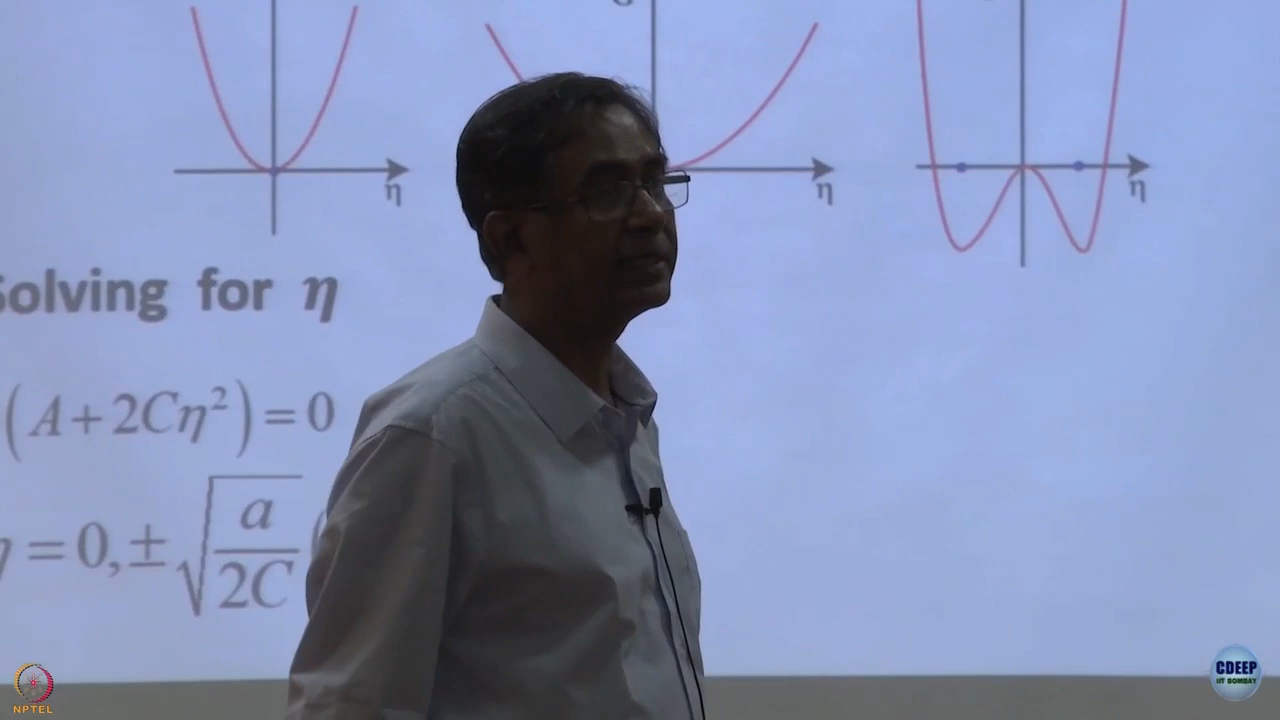 G
η η η
Solving for η
(A+2Cη²)=0
η=0,±√(a/2C) (
NPTEL
CDEEP
IIT BOMBAY